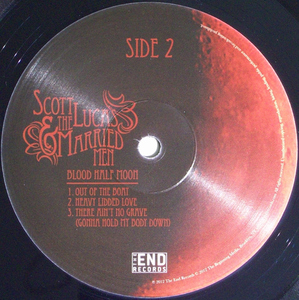 SIDE 2
SCOTT LUCAS
& THE
MARRIED
MEN
BLOOD HALF MOON
1. OUT OF THE BOAT
2. HEAVY LIDDED LOVE
3. THERE AIN'T NO GRAVE
(GONNA HOLD MY BODY DOWN)
THE END
RECORDS